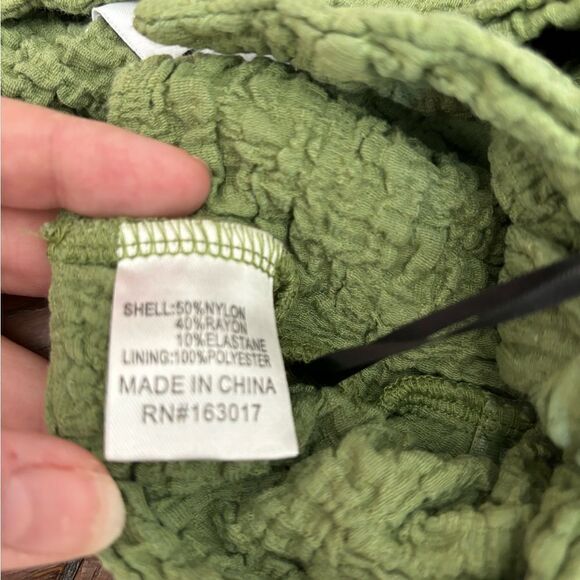 SHELL:50%NYLON
40%RAYON
10%ELASTANE
LINING:100%POLYESTER
MADE IN CHINA
RN#163017